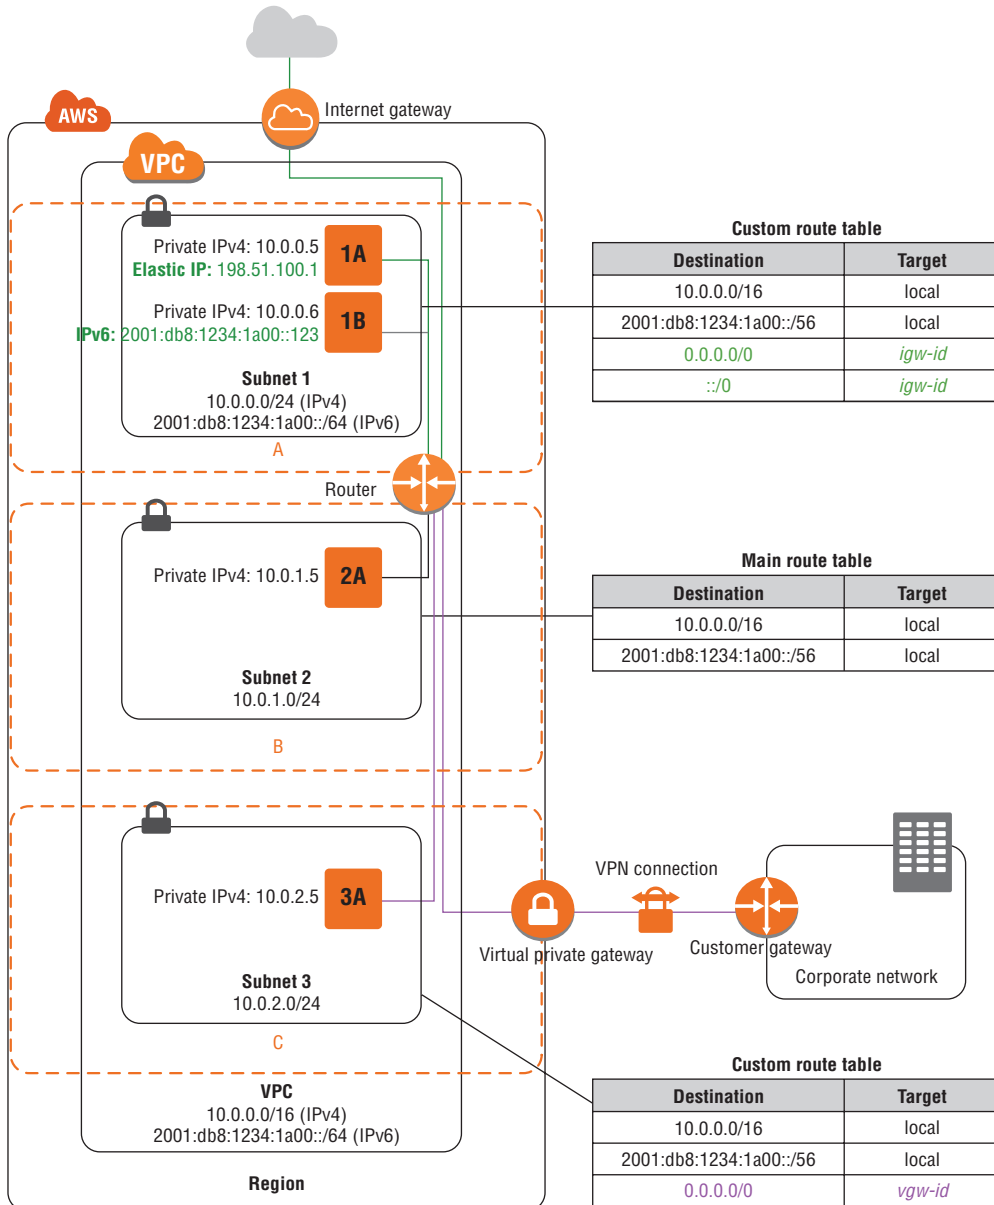 AWS
Internet gateway
VPC
Private IPv4: 10.0.0.5
Elastic IP: 198.51.100.1
1A
Private IPv4: 10.0.0.6
IPv6: 2001:db8:1234:1a00::123
1B
Subnet 1
10.0.0.0/24 (IPv4)
2001:db8:1234:1a00::/64 (IPv6)
A
Custom route table
Destination Target
10.0.0.0/16 local
2001:db8:1234:1a00::/56 local
0.0.0.0/0 igw-id
::/0 igw-id
Router
Private IPv4: 10.0.1.5
2A
Subnet 2
10.0.1.0/24
B
Main route table
Destination Target
10.0.0.0/16 local
2001:db8:1234:1a00::/56 local
Private IPv4: 10.0.2.5
3A
Subnet 3
10.0.2.0/24
C
VPN connection
Virtual private gateway
Customer gateway
Corporate network
VPC
10.0.0.0/16 (IPv4)
2001:db8:1234:1a00::/64 (IPv6)
Region
Custom route table
Destination Target
10.0.0.0/16 local
2001:db8:1234:1a00::/56 local
0.0.0.0/0 vgw-id